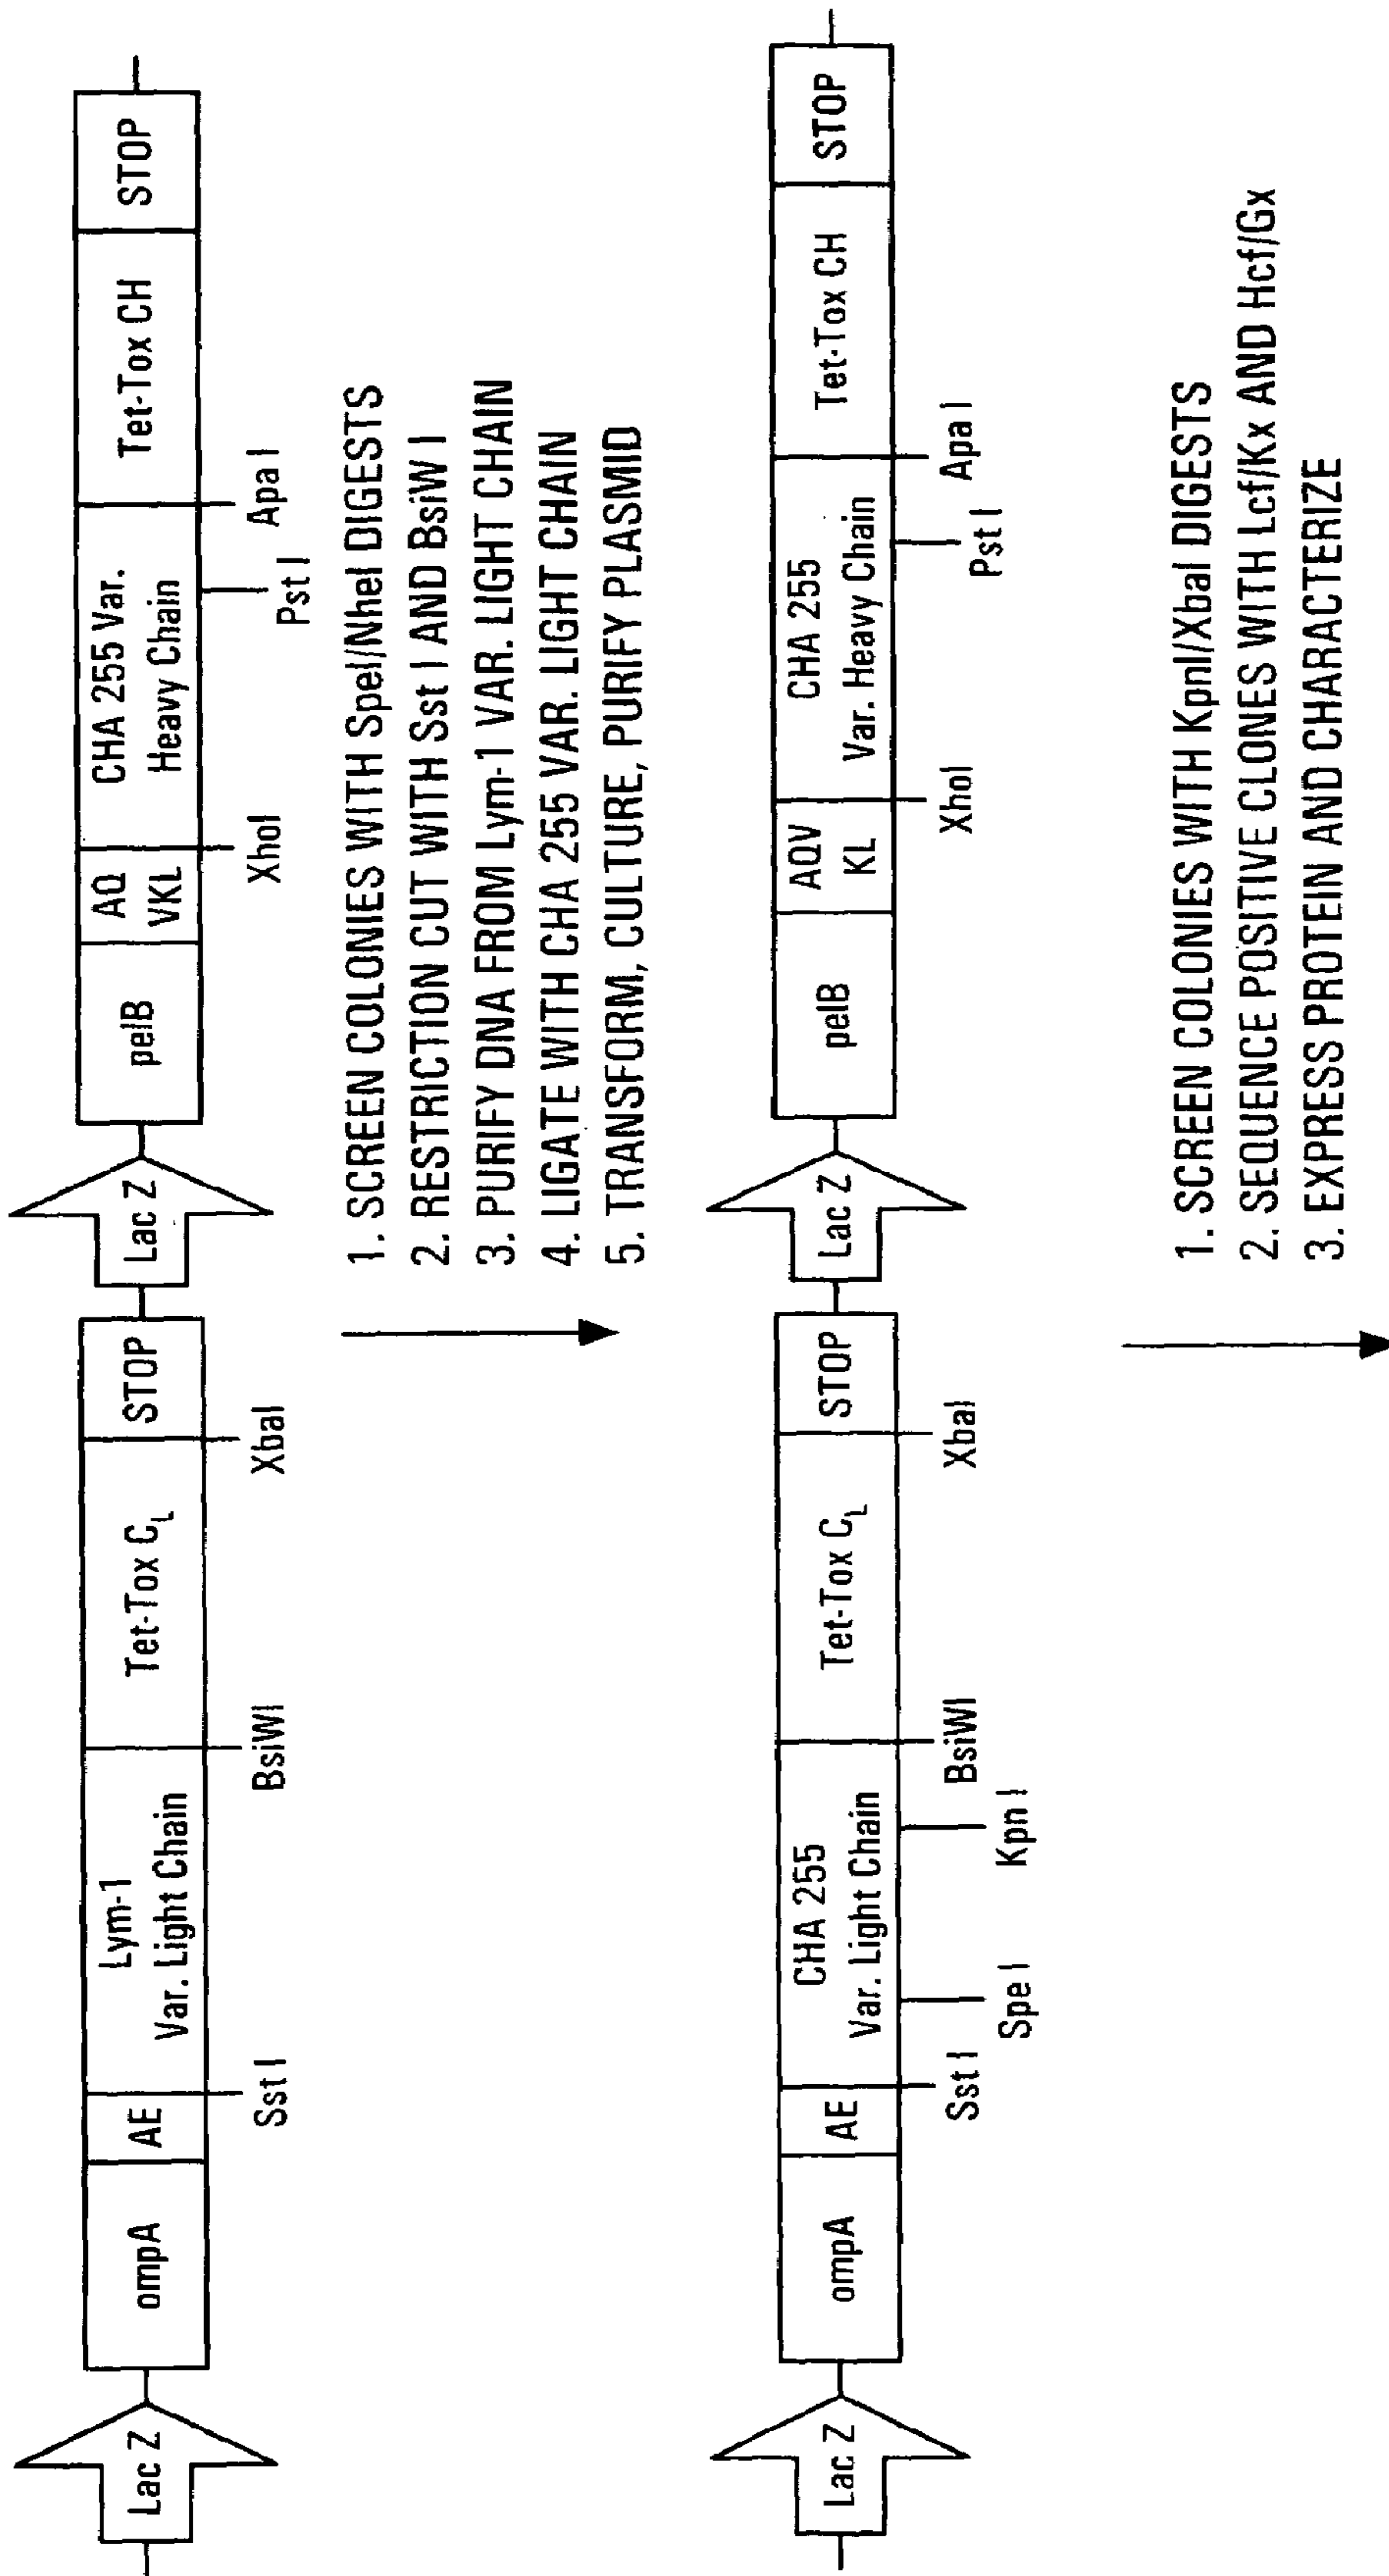 Lac Z
ompA
AE
Lym-1
Var. Light Chain
Tet-Tox CL
STOP
Lac Z
pelB
AQ
VKL
CHA 255 Var.
Heavy Chain
Tet-Tox CH
STOP
Sst I
BsiWI
XbaI
XhoI
Pst I
Apa I
1. SCREEN COLONIES WITH SpeI/NheI DIGESTS
2. RESTRICTION CUT WITH Sst I AND BsiW I
3. PURIFY DNA FROM Lym-1 VAR. LIGHT CHAIN
4. LIGATE WITH CHA 255 VAR. LIGHT CHAIN
5. TRANSFORM, CULTURE, PURIFY PLASMID
Lac Z
ompA
AE
CHA 255
Var. Light Chain
Tet-Tox CL
STOP
Lac Z
pelB
AQV
KL
CHA 255
Var. Heavy Chain
Tet-Tox CH
STOP
Sst I
Spe I
Kpn I
BsiWI
XbaI
XhoI
Pst I
Apa I
1. SCREEN COLONIES WITH KpnI/XbaI DIGESTS
2. SEQUENCE POSITIVE CLONES WITH Lcf/Kx AND Hcf/Gx
3. EXPRESS PROTEIN AND CHARACTERIZE